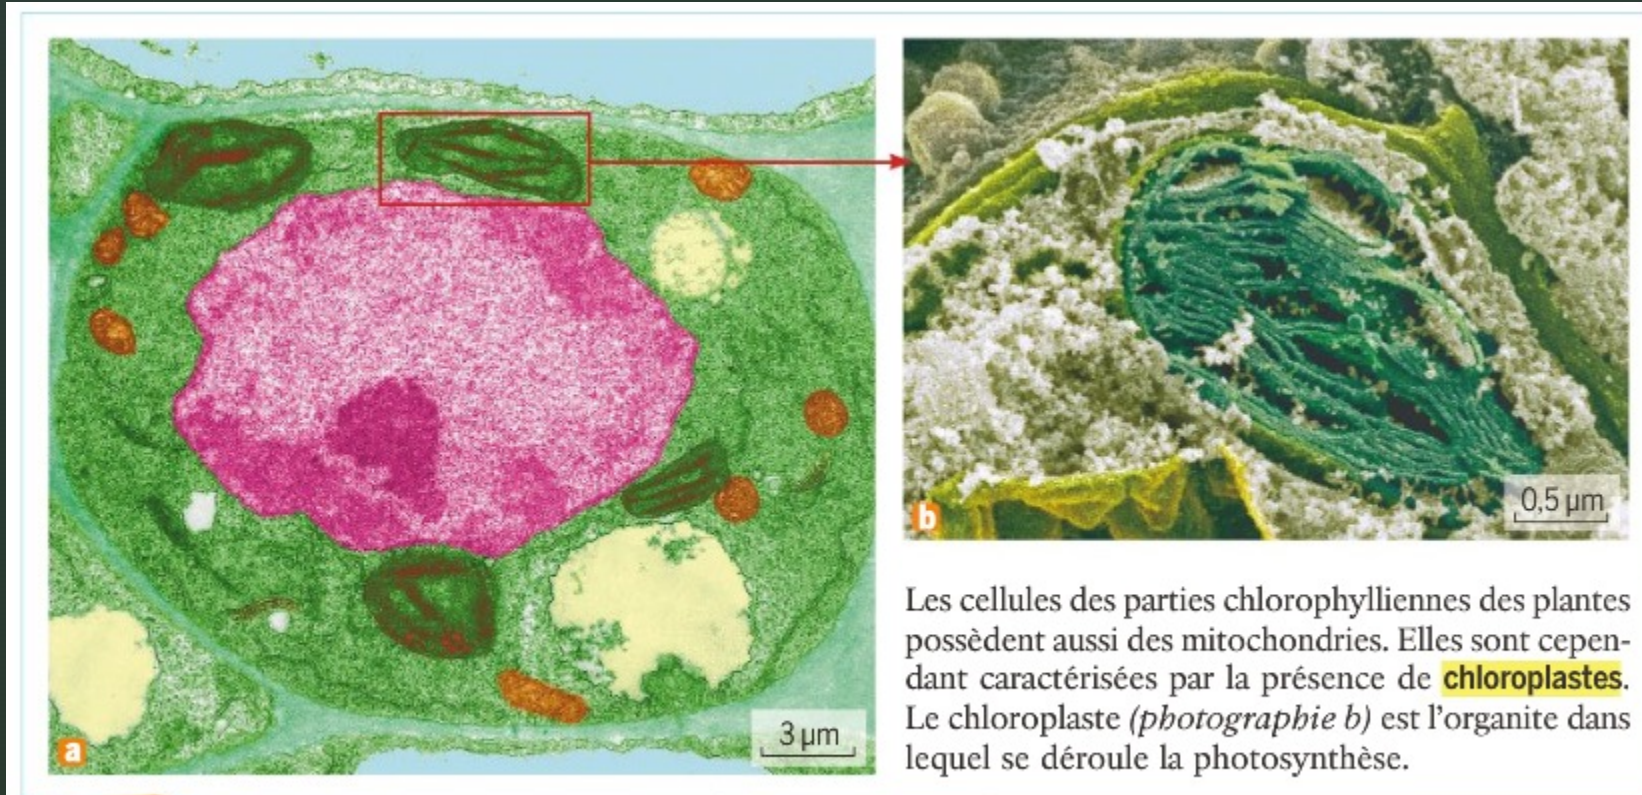 a
3 µm
b
0,5 µm
Les cellules des parties chlorophylliennes des plantes
possèdent aussi des mitochondries. Elles sont cepen-
dant caractérisées par la présence de chloroplastes.
Le chloroplaste (photographie b) est l'organite dans
lequel se déroule la photosynthèse.